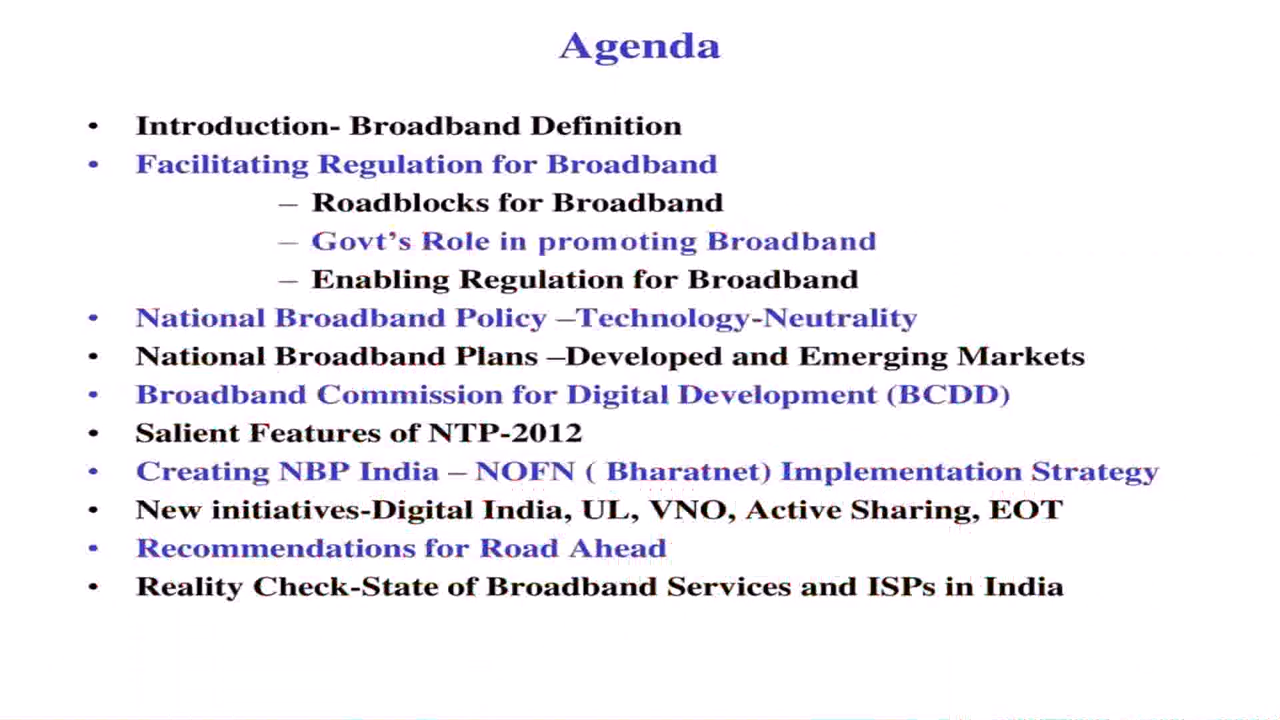 Agenda
• Introduction- Broadband Definition
• Facilitating Regulation for Broadband
– Roadblocks for Broadband
– Govt’s Role in promoting Broadband
– Enabling Regulation for Broadband
• National Broadband Policy –Technology-Neutrality
• National Broadband Plans –Developed and Emerging Markets
• Broadband Commission for Digital Development (BCDD)
• Salient Features of NTP-2012
• Creating NBP India – NOFN ( Bharatnet) Implementation Strategy
• New initiatives-Digital India, UL, VNO, Active Sharing, EOT
• Recommendations for Road Ahead
• Reality Check-State of Broadband Services and ISPs in India